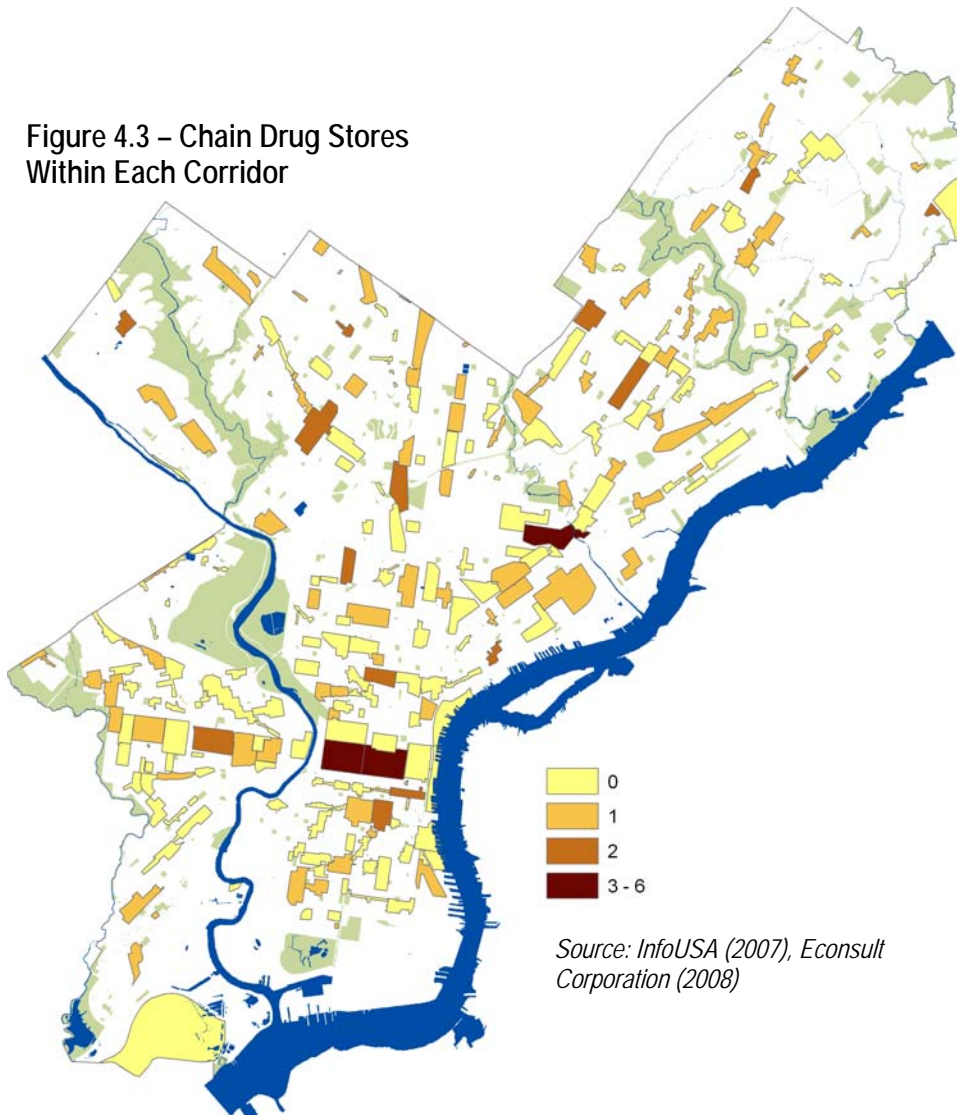 Figure 4.3 – Chain Drug Stores
Within Each Corridor
0
1
2
3 - 6
Source: InfoUSA (2007), Econsult
Corporation (2008)